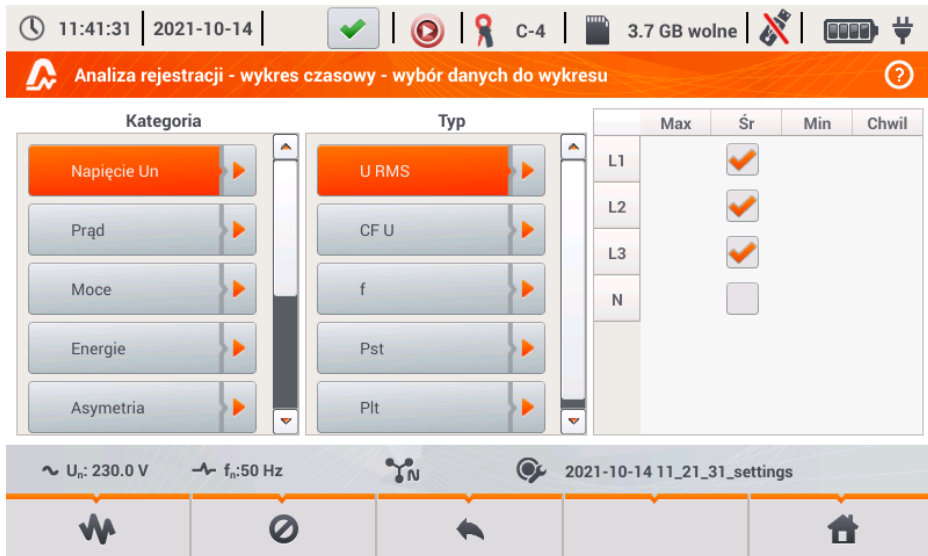 11:41:31 2021-10-14 C-4 3.7 GB wolne
Analiza rejestracji - wykres czasowy - wybór danych do wykresu ?
Kategoria
Napięcie Un
Prąd
Moce
Energie
Asymetria
Typ
U RMS
CF U
f
Pst
Plt
Max Śr Min Chwil
L1
L2
L3
N
Uₙ: 230.0 V fₙ:50 Hz N 2021-10-14 11_21_31_settings